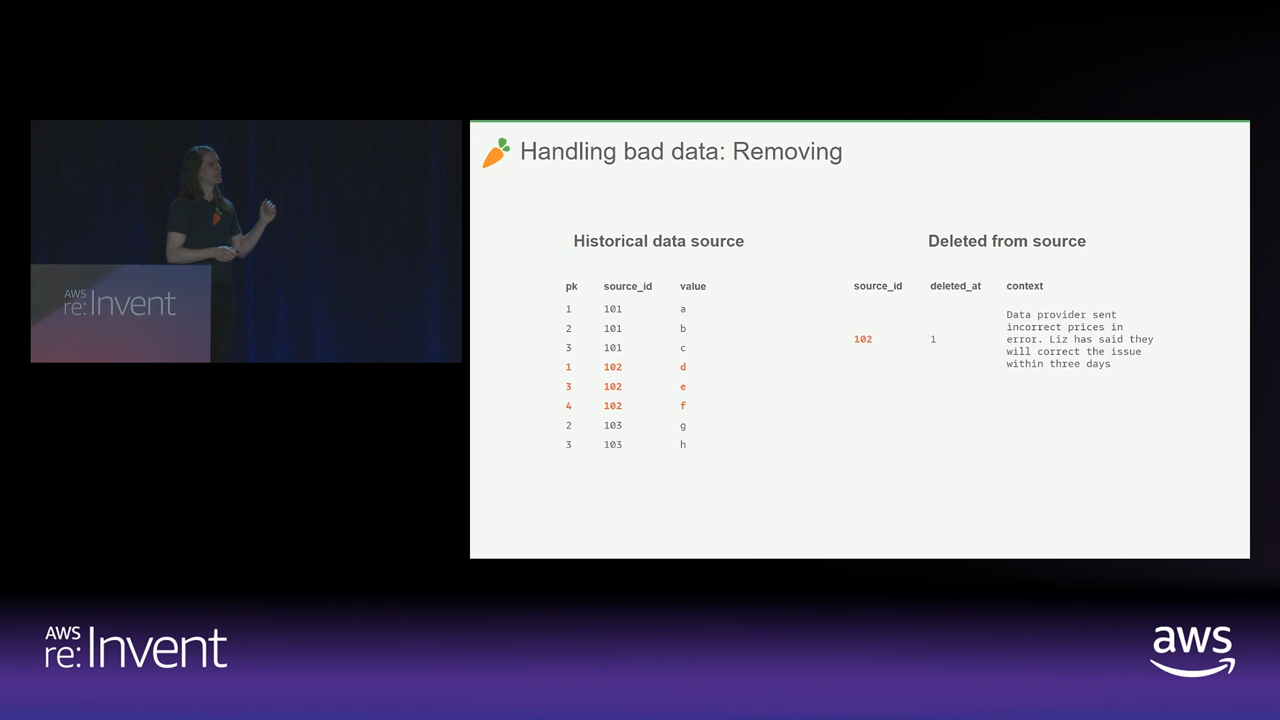 AWS
re:Invent
Handling bad data: Removing
Historical data source
pk source_id value
1 101 a
2 101 b
3 101 c
1 102 d
3 102 e
4 102 f
2 103 g
3 103 h
Deleted from source
source_id deleted_at context
102 1 Data provider sent
incorrect prices in
error. Liz has said they
will correct the issue
within three days
AWS
re:Invent
aws